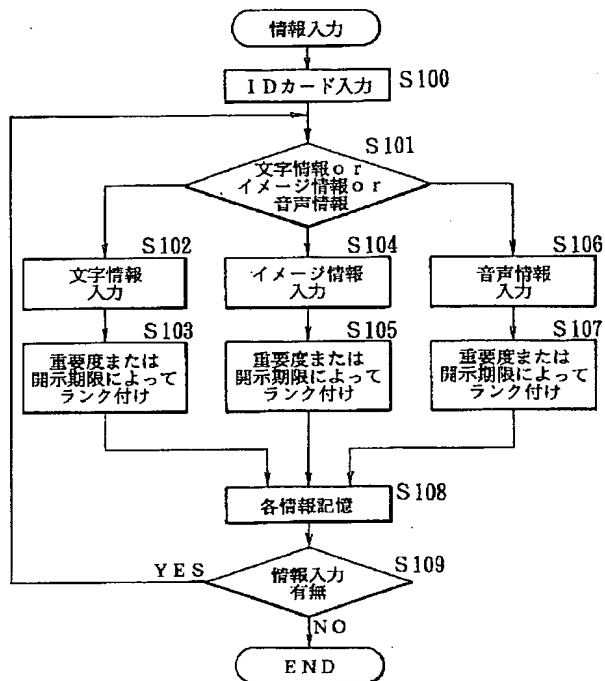 情報入力
IDカード入力
S100
S101
文字情報or
イメージ情報or
音声情報
S102
文字情報
入力
S104
イメージ情報
入力
S106
音声情報
入力
S103
重要度または
開示期限によって
ランク付け
S105
重要度または
開示期限によって
ランク付け
S107
重要度または
開示期限によって
ランク付け
各情報記憶
S108
YES
情報入力
有無
S109
NO
END